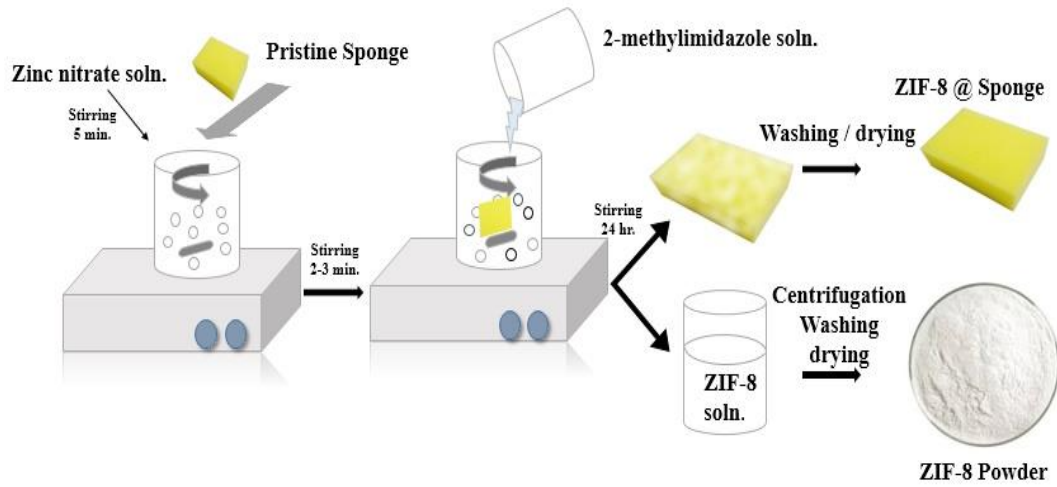 Zinc nitrate soln.
Stirring
5 min.
Pristine Sponge
Stirring
2-3 min.
2-methylimidazole soln.
Stirring
24 hr.
Washing / drying
ZIF-8 @ Sponge
ZIF-8
soln.
Centrifugation
Washing
drying
ZIF-8 Powder